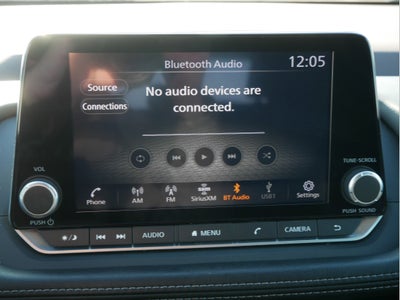 Bluetooth Audio 12:05
Source
No audio devices are
connected.
Connections
VOL
TUNE·SCROLL
Phone AM FM SiriusXM BT Audio USB1 Settings
PUSH
PUSH SOUND
AUDIO MENU CAMERA